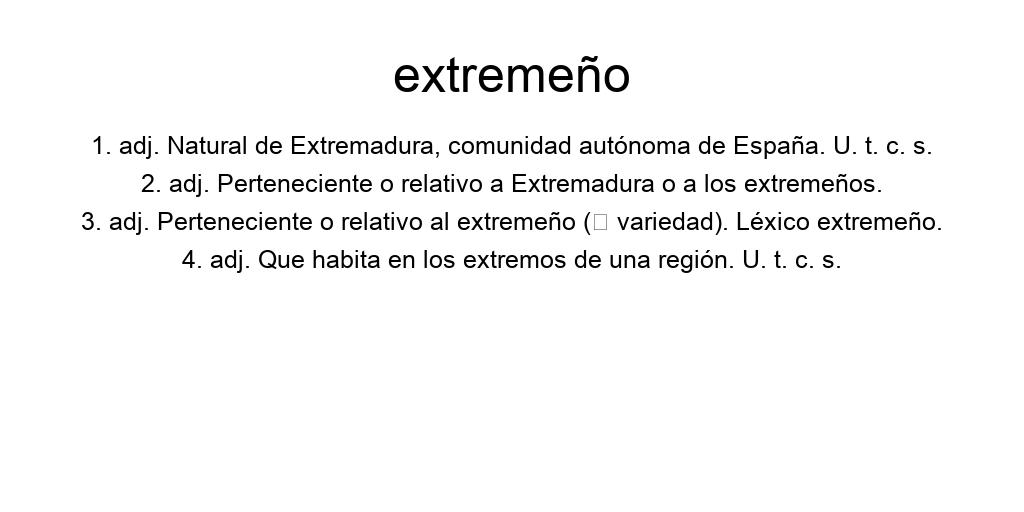 extremeño
1. adj. Natural de Extremadura, comunidad autónoma de España. U. t. c. s.
2. adj. Perteneciente o relativo a Extremadura o a los extremeños.
3. adj. Perteneciente o relativo al extremeño (□ variedad). Léxico extremeño.
4. adj. Que habita en los extremos de una región. U. t. c. s.